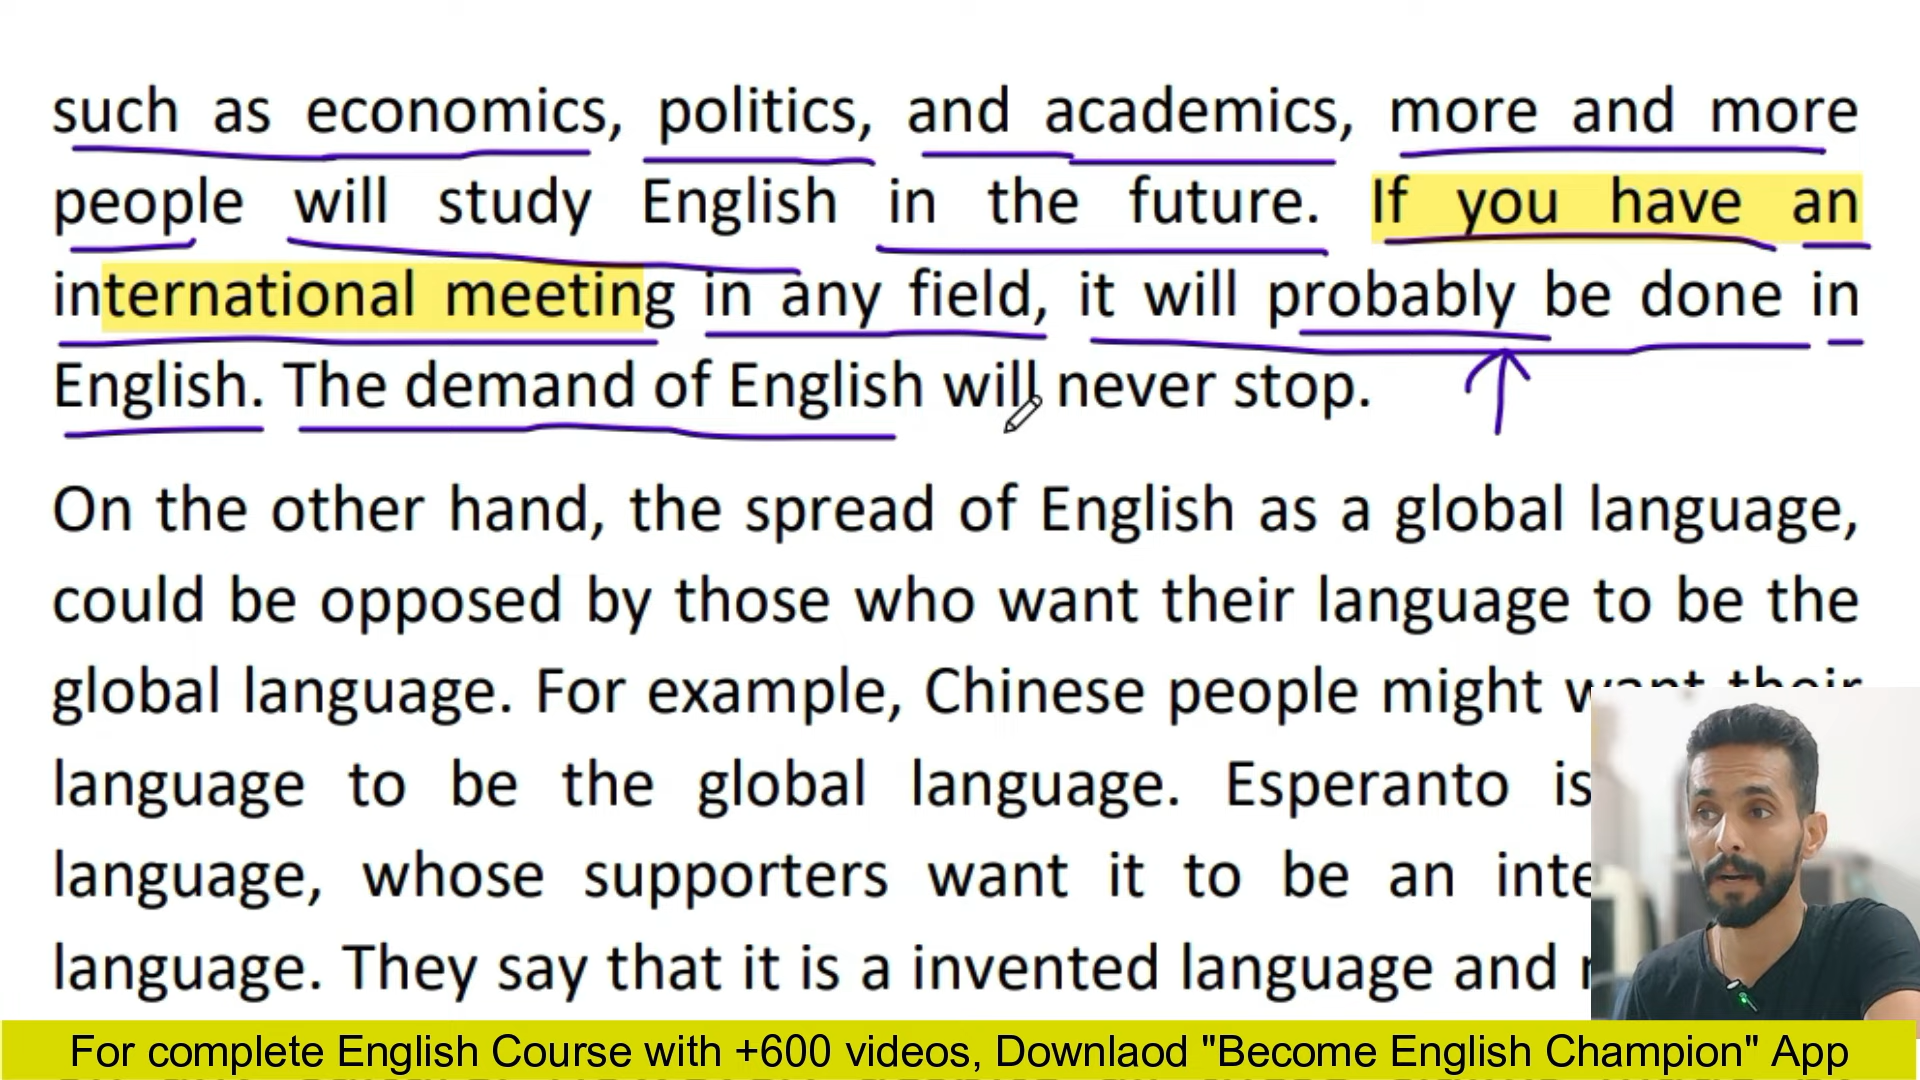 such as economics, politics, and academics, more and more
people will study English in the future. If you have an
international meeting in any field, it will probably be done in
English. The demand of English will never stop.
On the other hand, the spread of English as a global language,
could be opposed by those who want their language to be the
global language. For example, Chinese people might want their
language to be the global language. Esperanto is
language, whose supporters want it to be an
language. They say that it is a invented language and
For complete English Course with +600 videos, Downlaod "Become English Champion" App